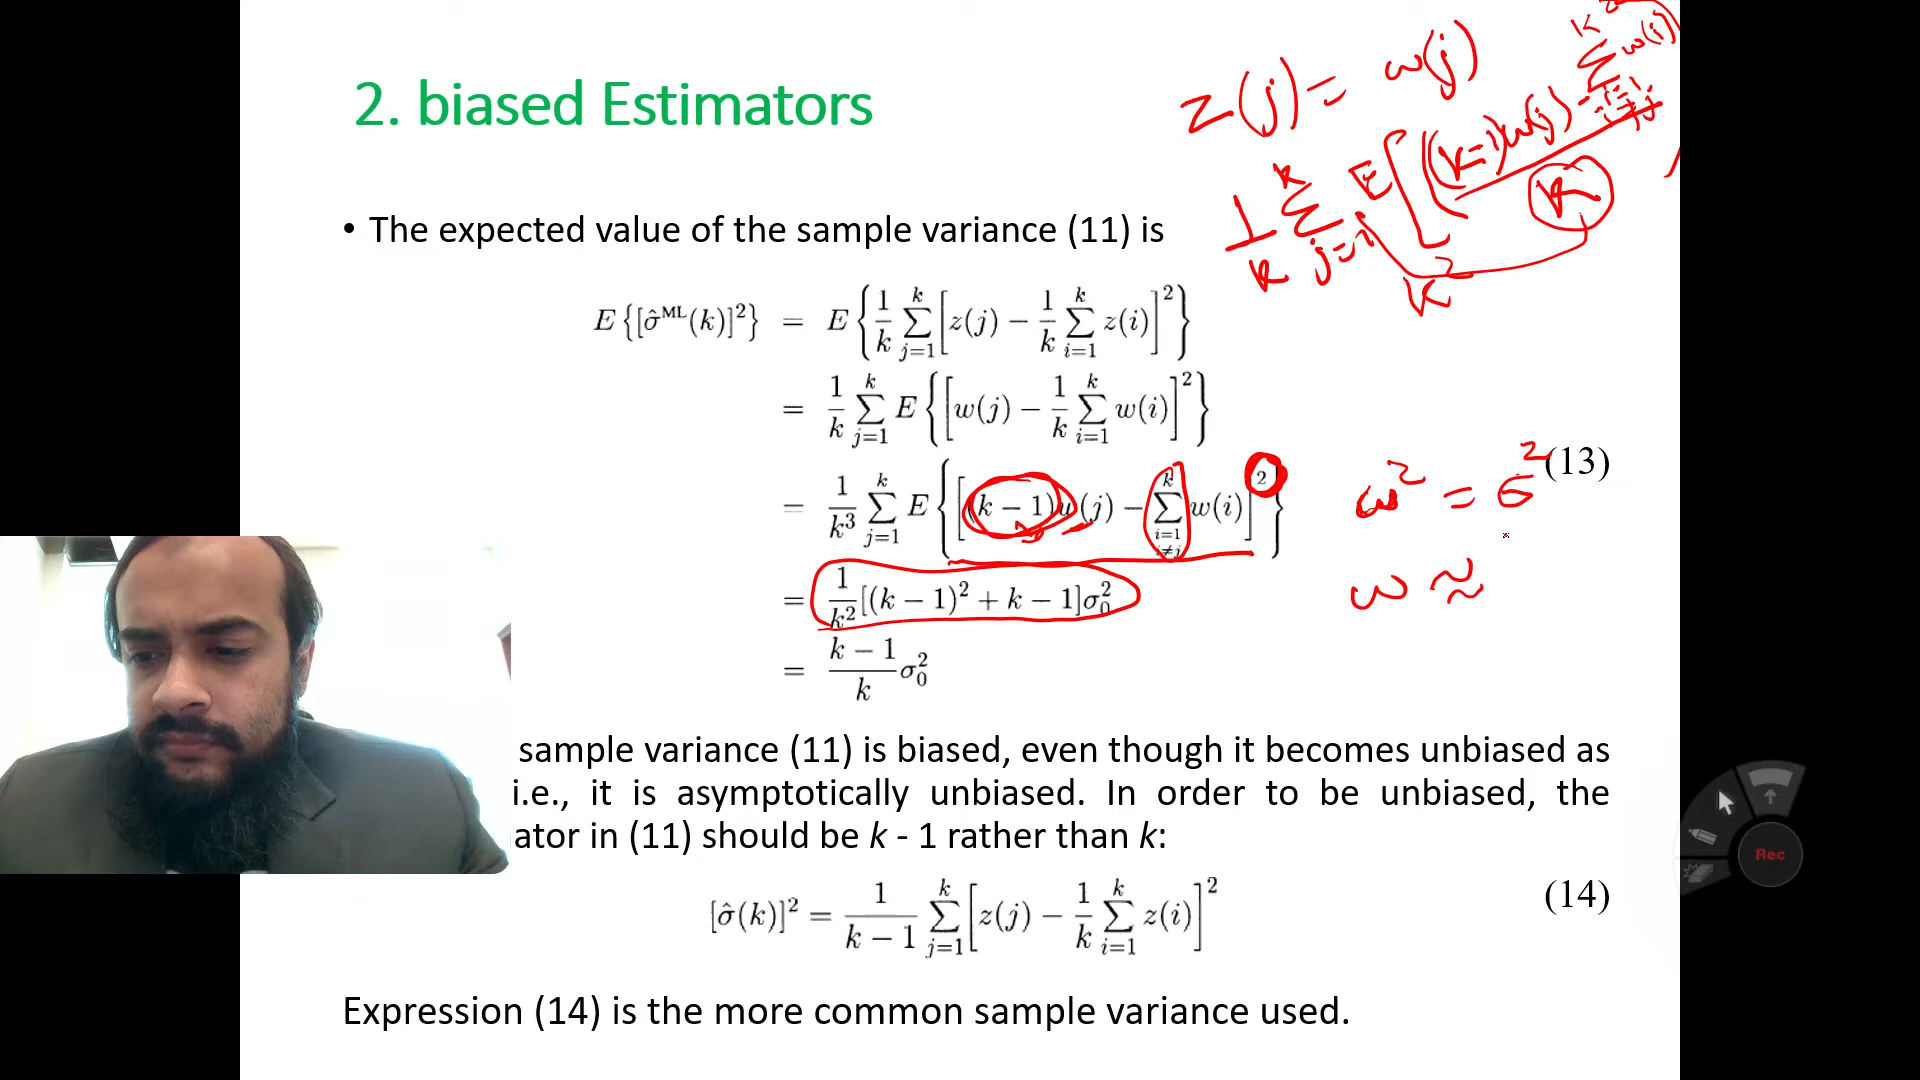 2. biased Estimators
z(j) = w(j)
1/k Σ_{j=1}^{k} E[((k-1)w(j) - Σ_{i=1, i≠j}^{k} w(i)) / k
k²
• The expected value of the sample variance (11) is
E{[σ̂^ML(k)]²} = E{1/k Σ_{j=1}^{k} [z(j) − 1/k Σ_{i=1}^{k} z(i)]²}
= 1/k Σ_{j=1}^{k} E{[w(j) − 1/k Σ_{i=1}^{k} w(i)]²}
(13)
= 1/k³ Σ_{j=1}^{k} E{[(k − 1)w(j) − Σ_{i=1, i≠j}^{k} w(i)]²}
w² = σ²
= 1/k² [(k − 1)² + k − 1]σ₀²
w ≈
= (k − 1)/k σ₀²
sample variance (11) is biased, even though it becomes unbiased as
i.e., it is asymptotically unbiased. In order to be unbiased, the
ator in (11) should be k - 1 rather than k:
[σ̂(k)]² = 1/(k − 1) Σ_{j=1}^{k} [z(j) − 1/k Σ_{i=1}^{k} z(i)]²
(14)
Expression (14) is the more common sample variance used.
Rec